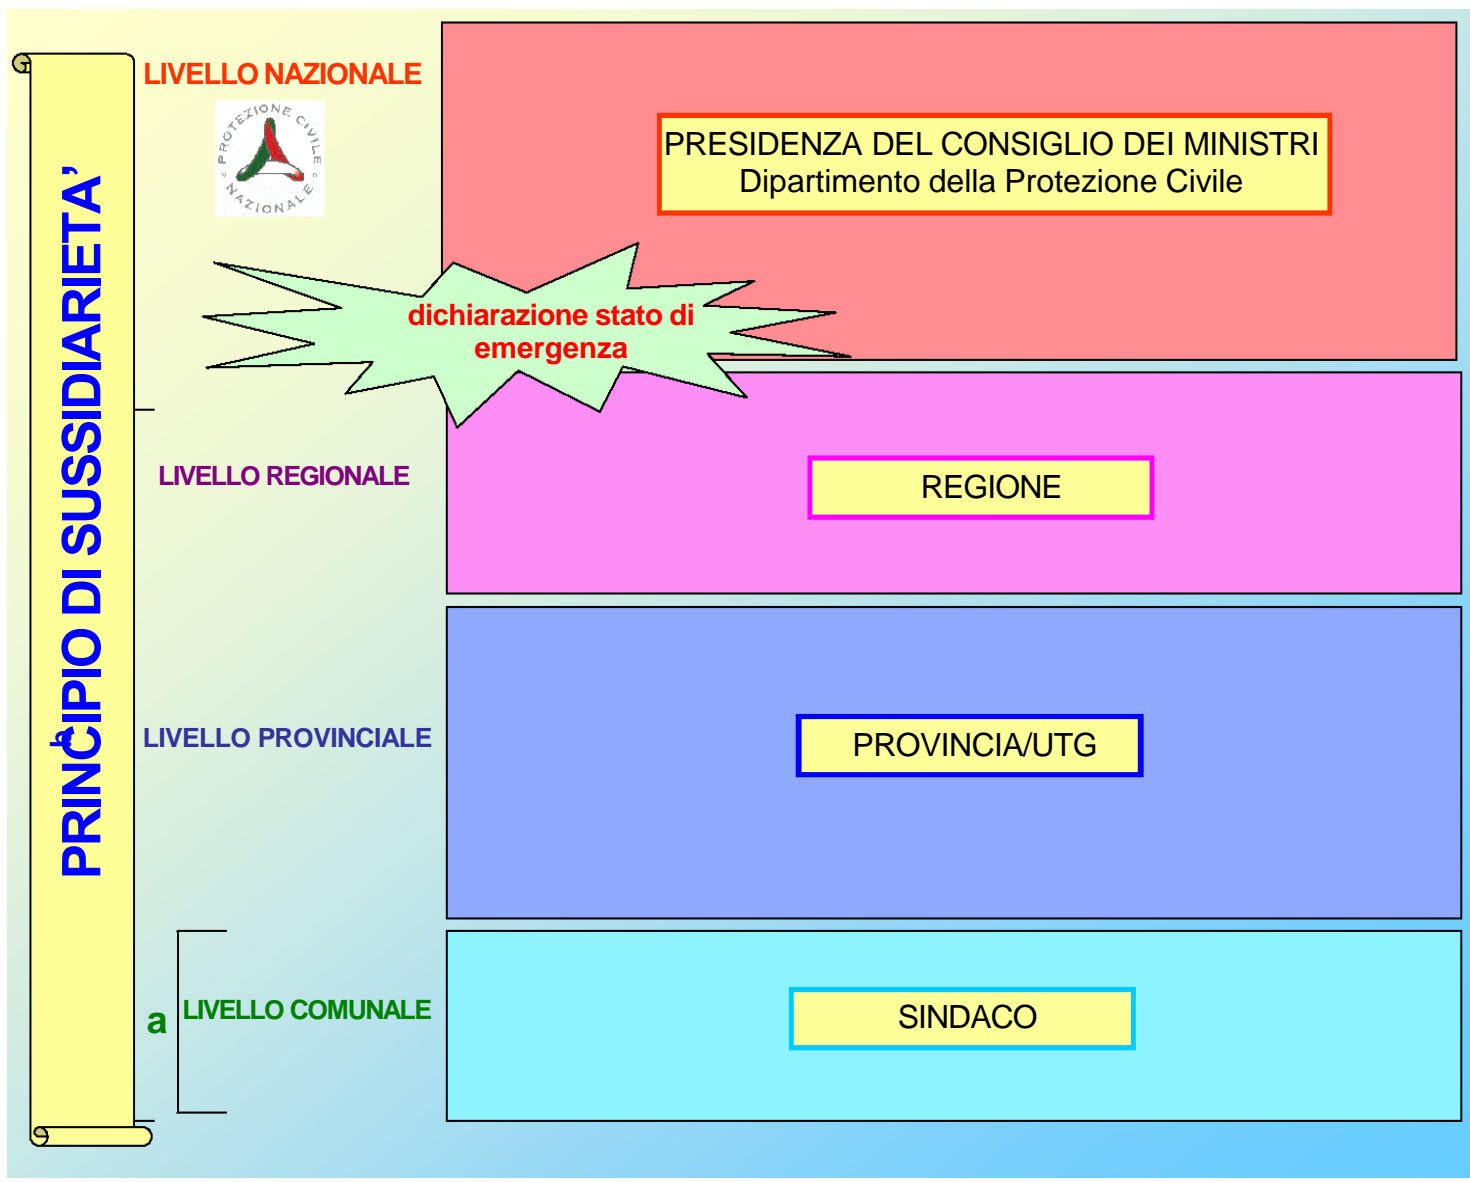 PRINCIPIO DI SUSSIDIARIETA’
b
LIVELLO NAZIONALE
PROTEZIONE CIVILE
NAZIONALE
PRESIDENZA DEL CONSIGLIO DEI MINISTRI
Dipartimento della Protezione Civile
dichiarazione stato di
emergenza
LIVELLO REGIONALE
REGIONE
LIVELLO PROVINCIALE
PROVINCIA/UTG
a
LIVELLO COMUNALE
SINDACO